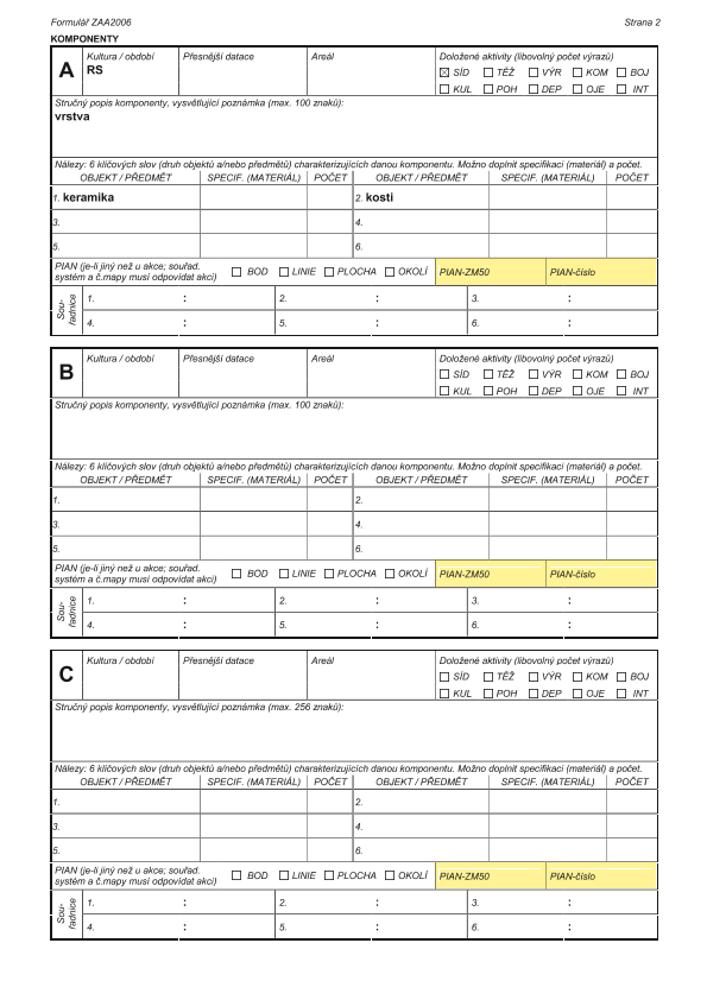 Formulář ZAA2006 Strana 2
KOMPONENTY
A Kultura / období Přesnější datace Areál Doložené aktivity (libovolný počet výrazů)
RS SÍD TĚŽ VÝR KOM BOJ
KUL POH DEP OJE INT
Stručný popis komponenty, vysvětlující poznámka (max. 100 znaků):
vrstva
Nálezy: 6 klíčových slov (druh objektů a/nebo předmětů) charakterizujících danou komponentu. Možno doplnit specifikaci (materiál) a počet.
OBJEKT / PŘEDMĚT SPECIF. (MATERIÁL) POČET OBJEKT / PŘEDMĚT SPECIF. (MATERIÁL) POČET
1. keramika 2. kosti
3. 4.
5. 6.
PIAN (je-li jiný než u akce; souřad. BOD LINIE PLOCHA OKOLÍ PIAN-ZM50 PIAN-číslo
systém a č.mapy musí odpovídat akci)
Sou-
řadnice
1. : 2. : 3. :
4. : 5. : 6. :
B Kultura / období Přesnější datace Areál Doložené aktivity (libovolný počet výrazů)
SÍD TĚŽ VÝR KOM BOJ
KUL POH DEP OJE INT
Stručný popis komponenty, vysvětlující poznámka (max. 100 znaků):
Nálezy: 6 klíčových slov (druh objektů a/nebo předmětů) charakterizujících danou komponentu. Možno doplnit specifikaci (materiál) a počet.
OBJEKT / PŘEDMĚT SPECIF. (MATERIÁL) POČET OBJEKT / PŘEDMĚT SPECIF. (MATERIÁL) POČET
1. 2.
3. 4.
5. 6.
PIAN (je-li jiný než u akce; souřad. BOD LINIE PLOCHA OKOLÍ PIAN-ZM50 PIAN-číslo
systém a č.mapy musí odpovídat akci)
Sou-
řadnice
1. : 2. : 3. :
4. : 5. : 6. :
C Kultura / období Přesnější datace Areál Doložené aktivity (libovolný počet výrazů)
SÍD TĚŽ VÝR KOM BOJ
KUL POH DEP OJE INT
Stručný popis komponenty, vysvětlující poznámka (max. 256 znaků):
Nálezy: 6 klíčových slov (druh objektů a/nebo předmětů) charakterizujících danou komponentu. Možno doplnit specifikaci (materiál) a počet.
OBJEKT / PŘEDMĚT SPECIF. (MATERIÁL) POČET OBJEKT / PŘEDMĚT SPECIF. (MATERIÁL) POČET
1. 2.
3. 4.
5. 6.
PIAN (je-li jiný než u akce; souřad. BOD LINIE PLOCHA OKOLÍ PIAN-ZM50 PIAN-číslo
systém a č.mapy musí odpovídat akci)
Sou-
řadnice
1. : 2. : 3. :
4. : 5. : 6. :